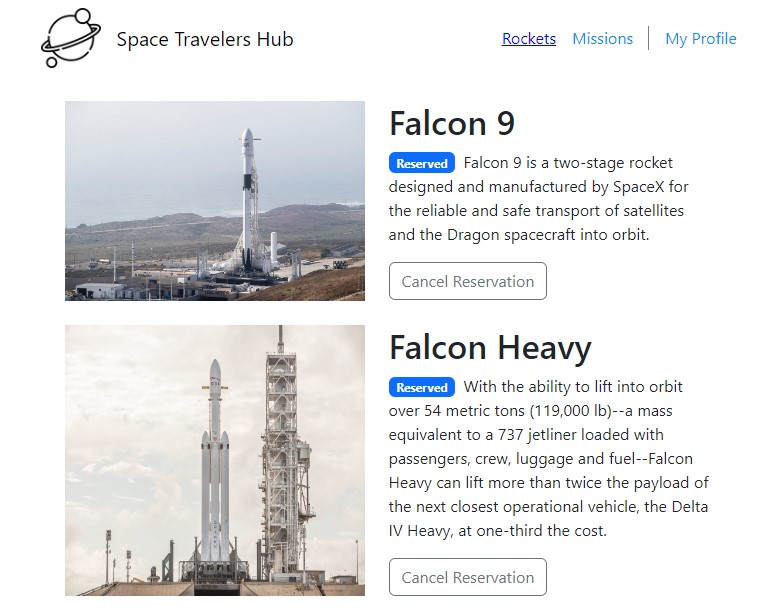 Space Travelers Hub
Rockets Missions My Profile
Falcon 9
Reserved Falcon 9 is a two-stage rocket
designed and manufactured by SpaceX for
the reliable and safe transport of satellites
and the Dragon spacecraft into orbit.
Cancel Reservation
Falcon Heavy
Reserved With the ability to lift into orbit
over 54 metric tons (119,000 lb)--a mass
equivalent to a 737 jetliner loaded with
passengers, crew, luggage and fuel--Falcon
Heavy can lift more than twice the payload of
the next closest operational vehicle, the Delta
IV Heavy, at one-third the cost.
Cancel Reservation